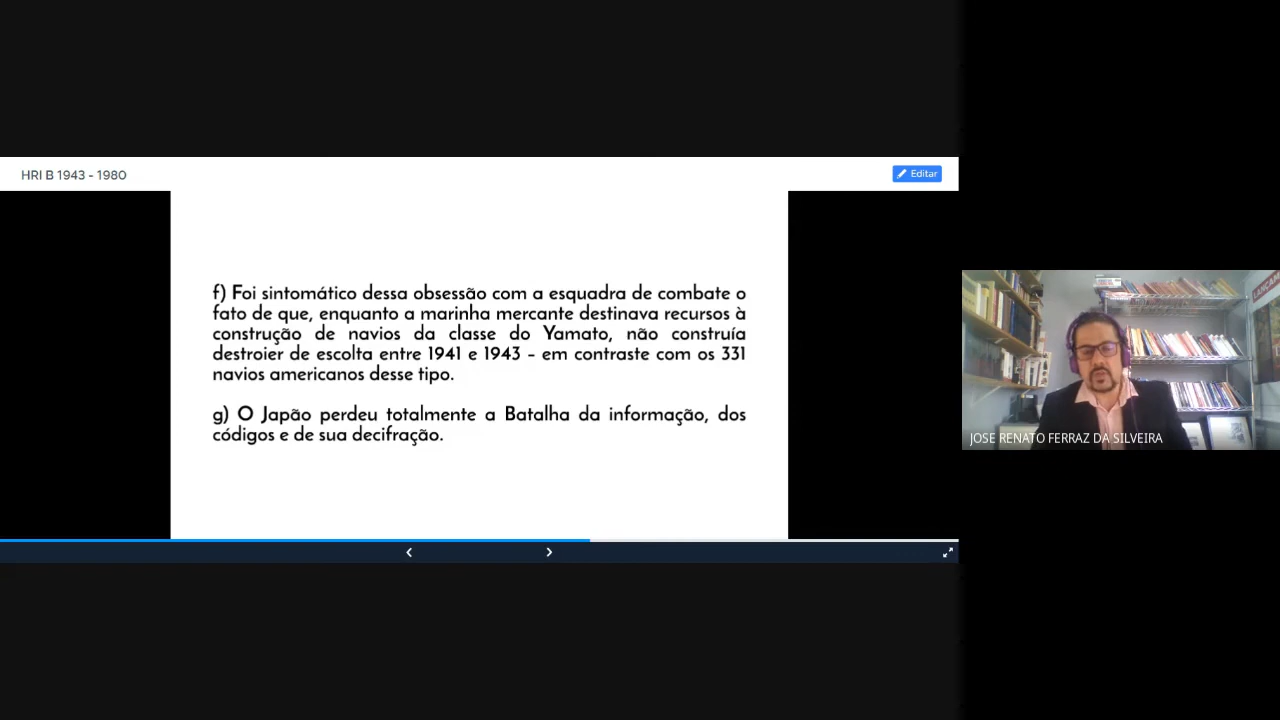 HRI B 1943 - 1980
Editar
f) Foi sintomático dessa obsessão com a esquadra de combate o
fato de que, enquanto a marinha mercante destinava recursos à
construção de navios da classe do Yamato, não construía
destroier de escolta entre 1941 e 1943 – em contraste com os 331
navios americanos desse tipo.
g) O Japão perdeu totalmente a Batalha da informação, dos
códigos e de sua decifração.
JOSE RENATO FERRAZ DA SILVEIRA